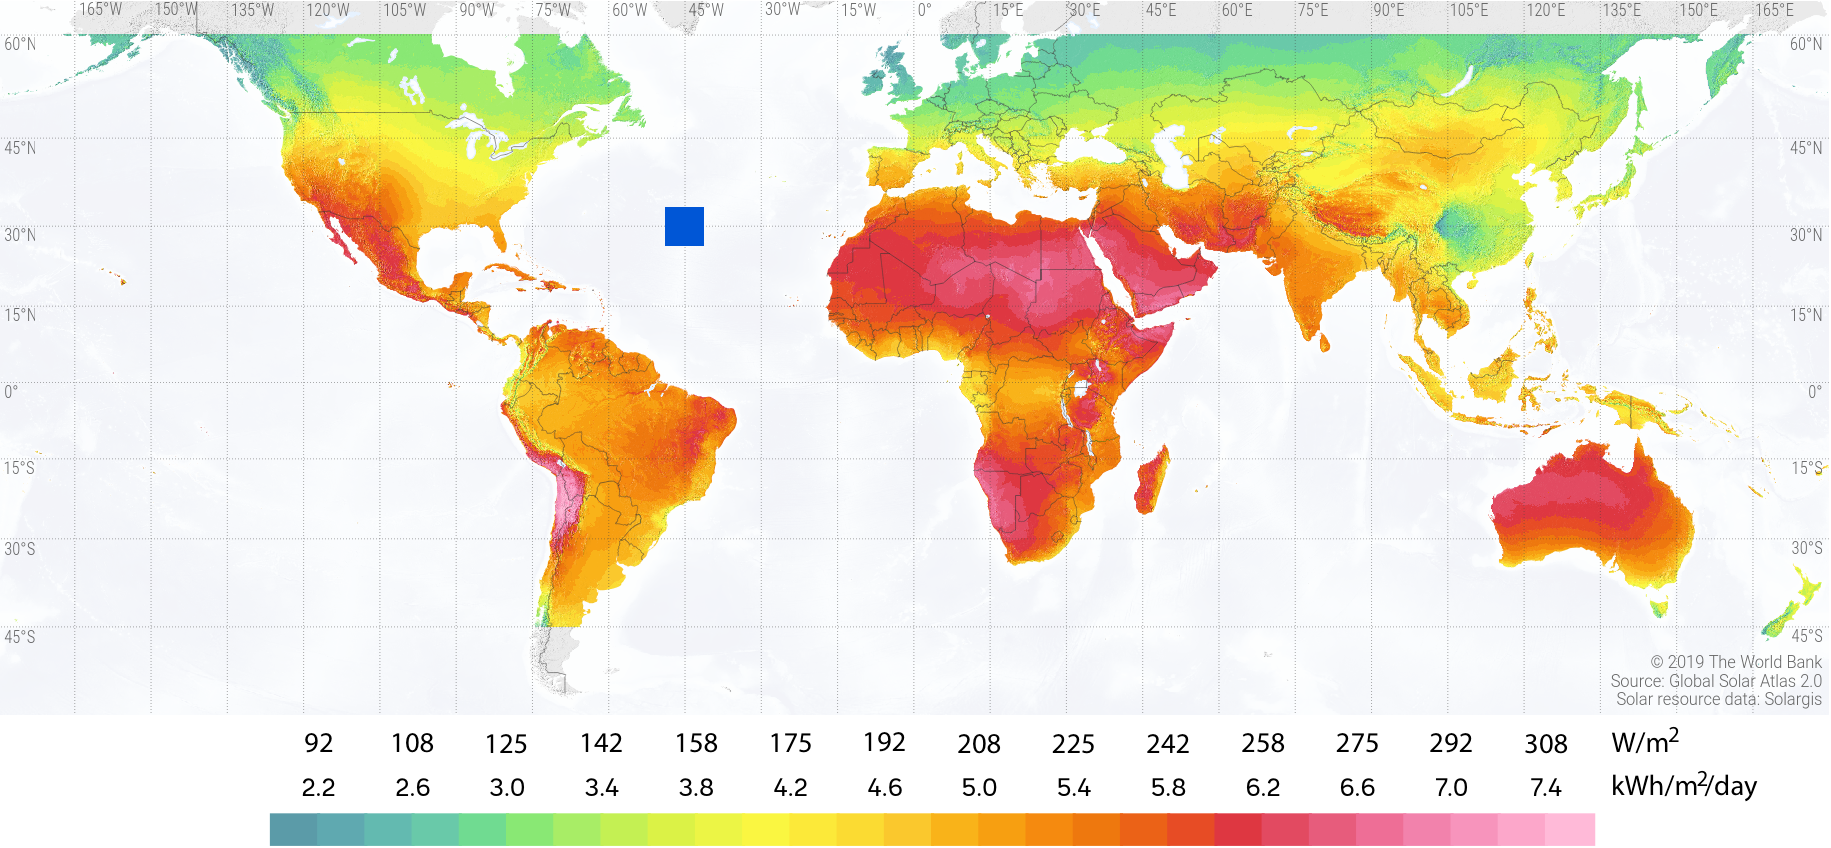 165°W 150°W 135°W 120°W 105°W 90°W 75°W 60°W 45°W 30°W 15°W 0° 15°E 30°E 45°E 60°E 75°E 90°E 105°E 120°E 135°E 150°E 165°E
60°N 60°N
45°N 45°N
30°N 30°N
15°N 15°N
0° 0°
15°S 15°S
30°S 30°S
45°S 45°S
© 2019 The World Bank
Source: Global Solar Atlas 2.0
Solar resource data: Solargis
92 108 125 142 158 175 192 208 225 242 258 275 292 308 W/m²
2.2 2.6 3.0 3.4 3.8 4.2 4.6 5.0 5.4 5.8 6.2 6.6 7.0 7.4 kWh/m²/day